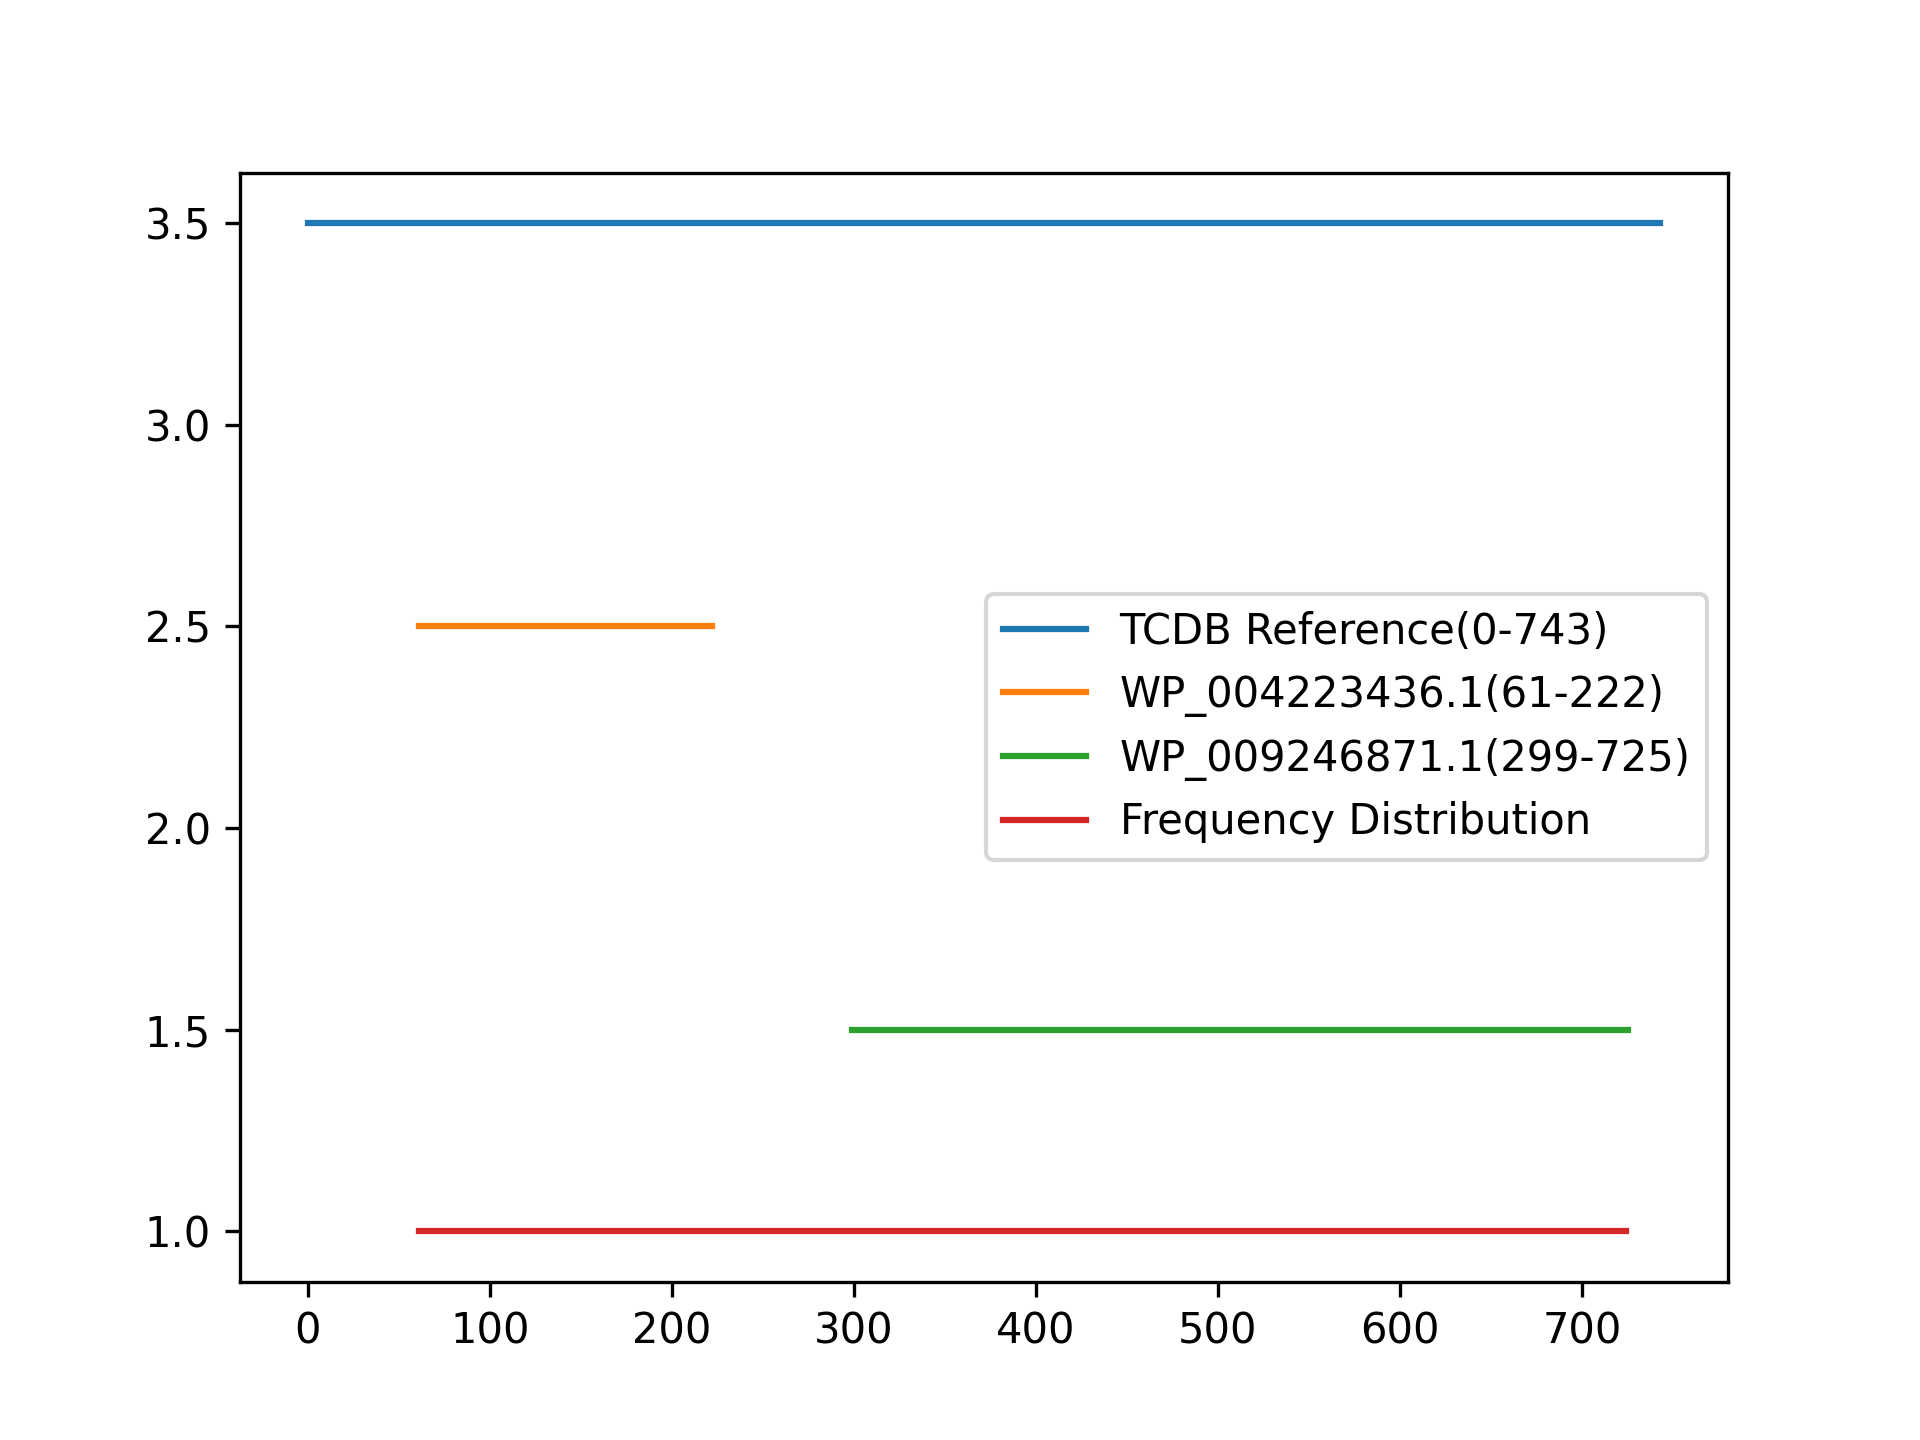 3.5
3.0
2.5
2.0
1.5
1.0
TCDB Reference(0-743)
WP_004223436.1(61-222)
WP_009246871.1(299-725)
Frequency Distribution
0 100 200 300 400 500 600 700